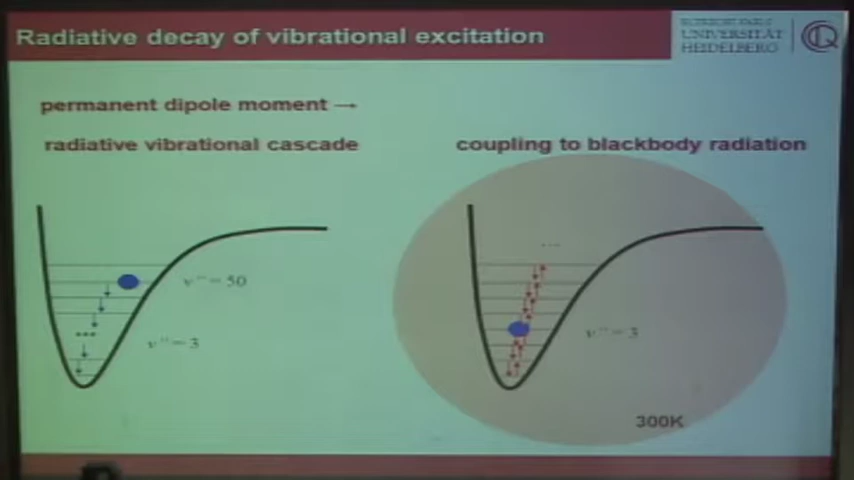 Radiative decay of vibrational excitation
RUPRECHT-KARLS-
UNIVERSITÄT
HEIDELBERG
permanent dipole moment →
radiative vibrational cascade
coupling to blackbody radiation
...
v''= 50
...
v''= 3
v''= 3
300K